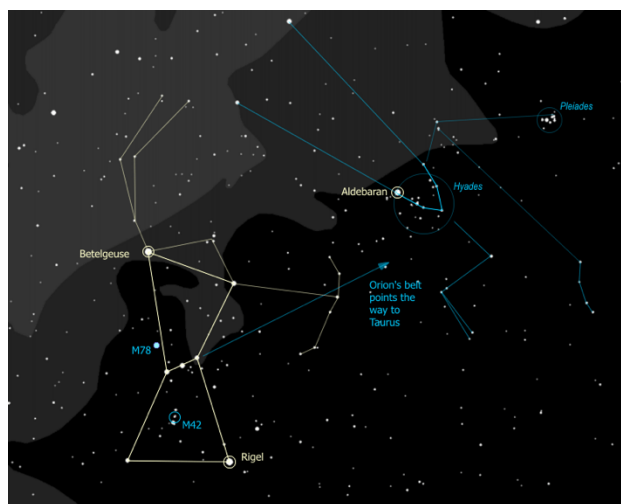 Pleiades
Aldebaran
Hyades
Betelgeuse
Orion's belt
points the
way to
Taurus
M78
M42
Rigel